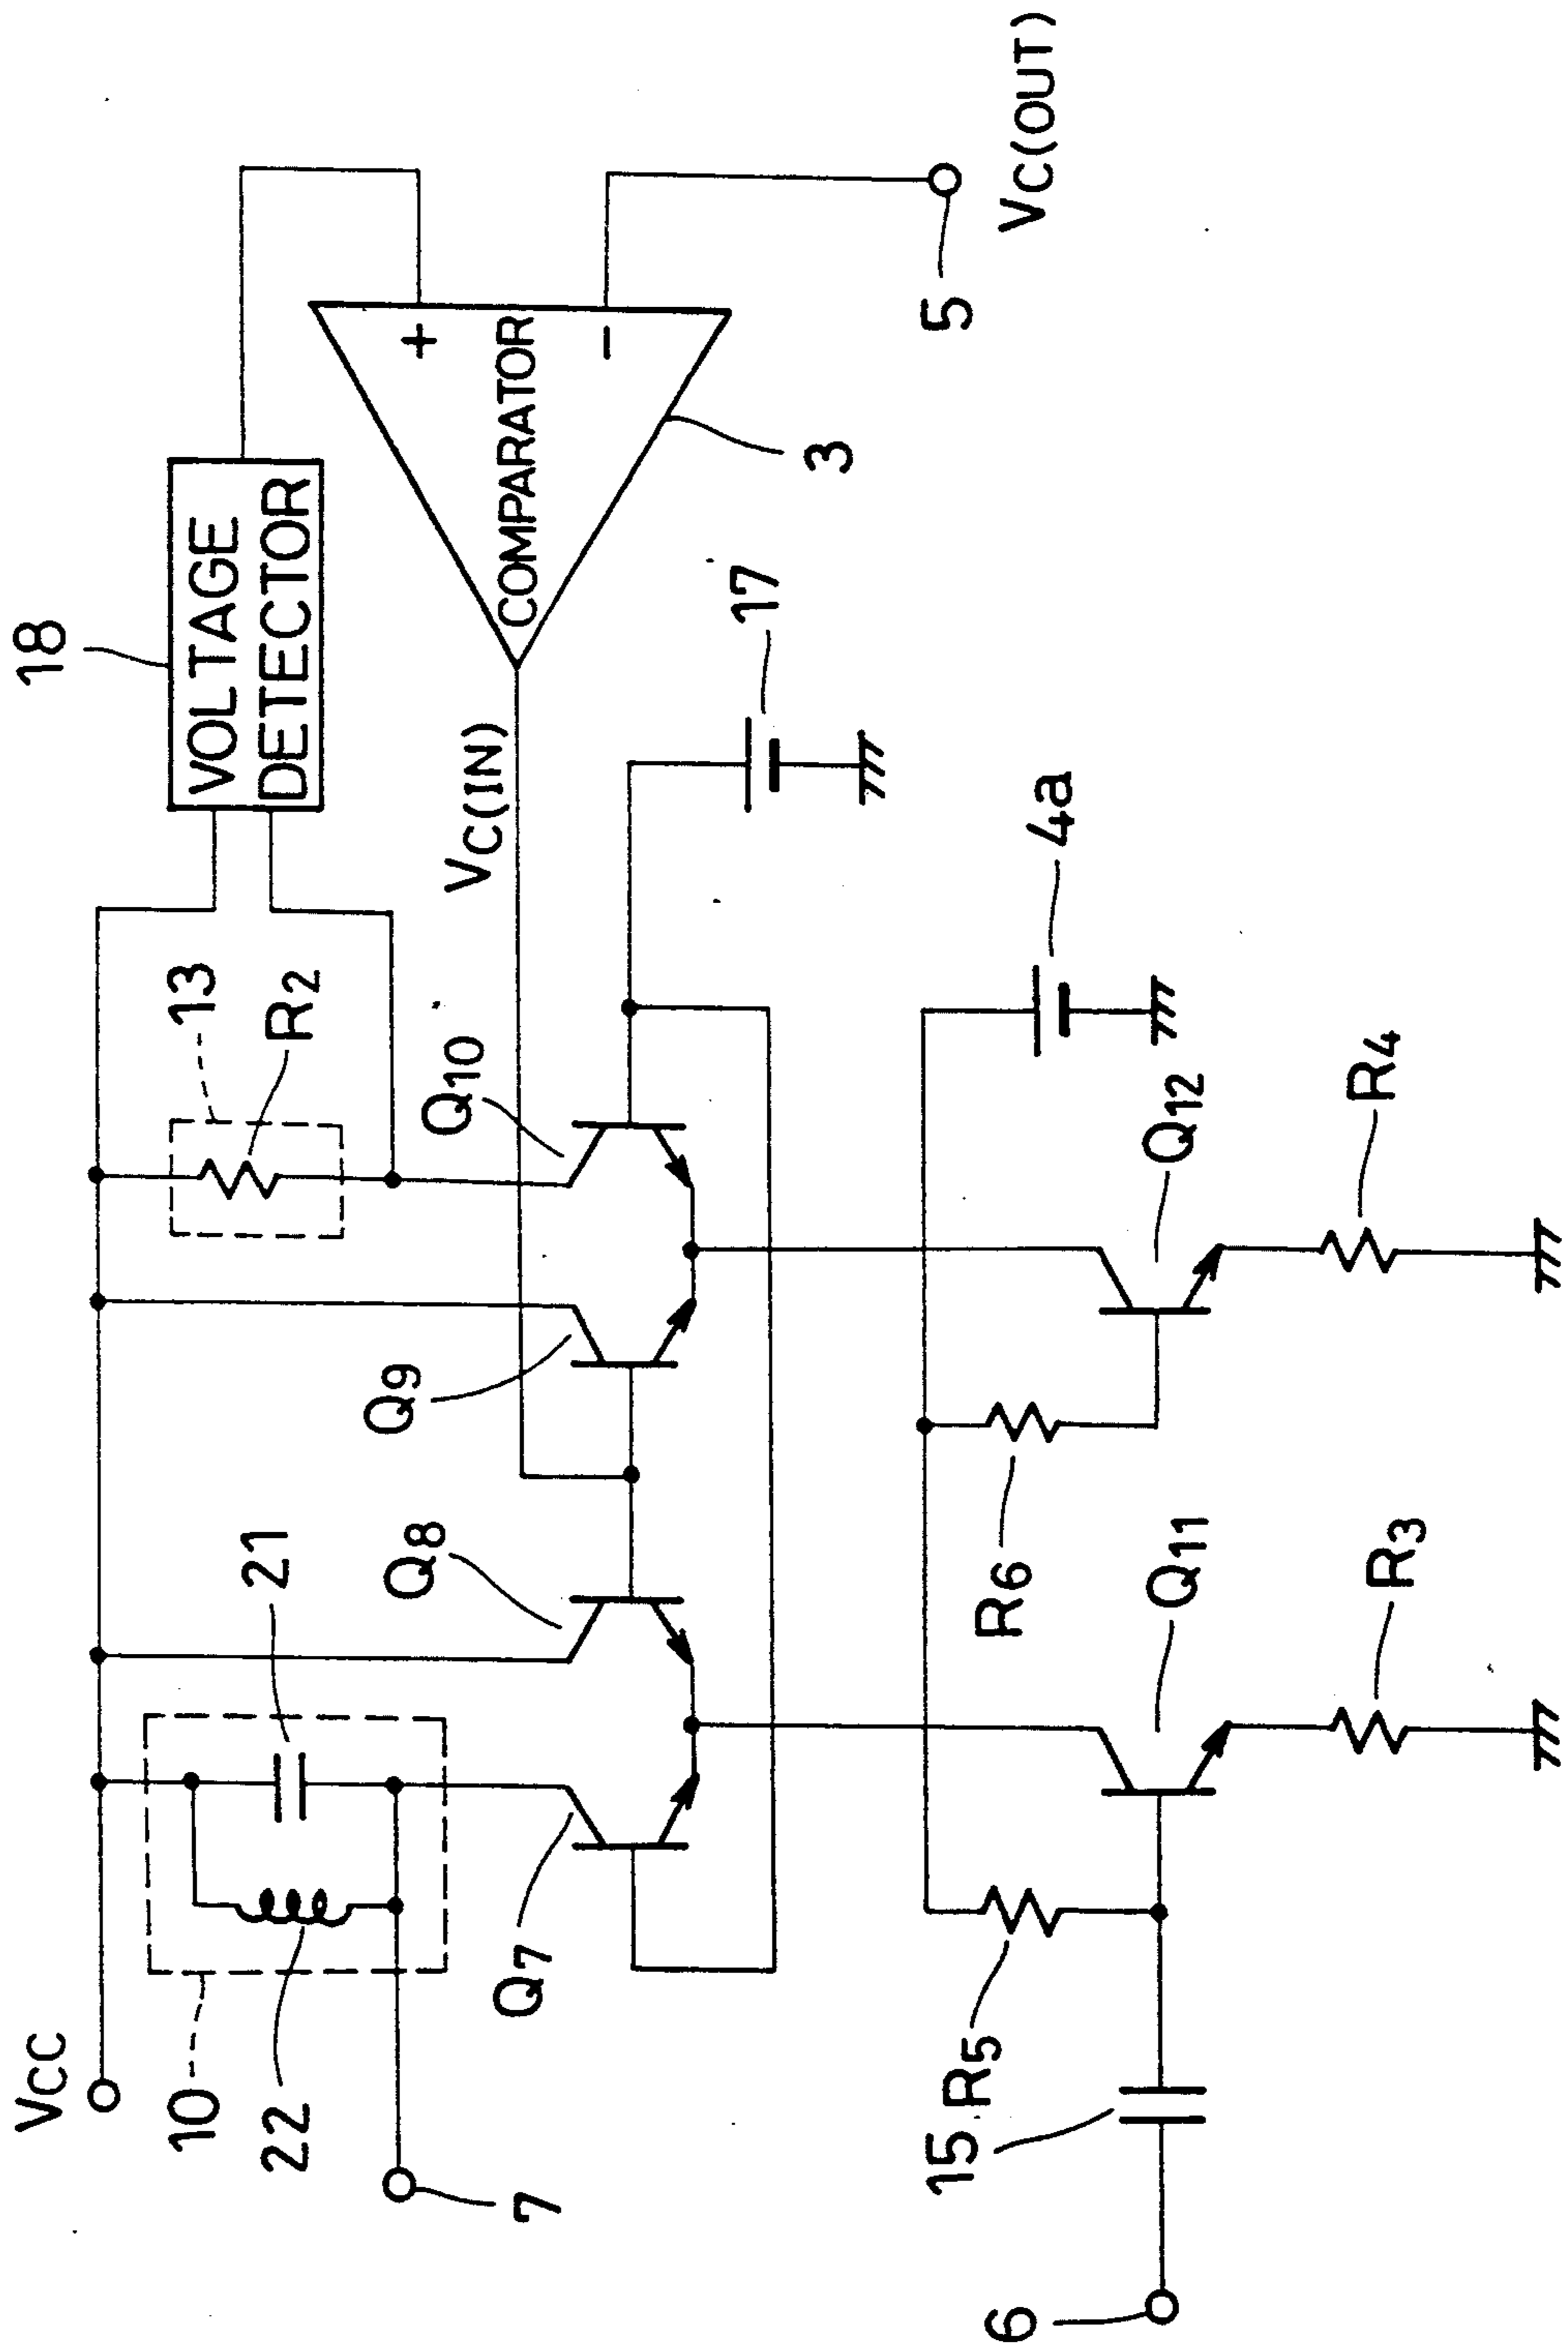 18
VOLTAGE
DETECTOR
VCC
10
22
21
13
R2
VC(IN)
COMPARATOR
+
−
3
5
VC(OUT)
7
Q7
Q8
Q9
Q10
17
4a
6
15
R5
R6
Q11
Q12
R3
R4